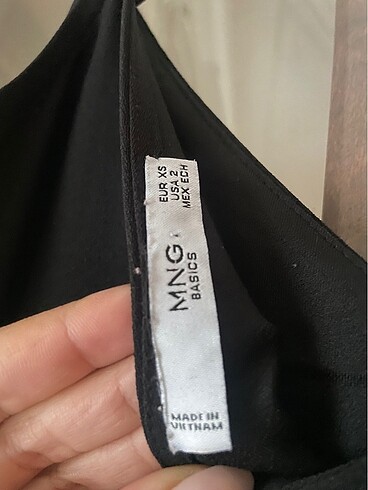 EUR XS
USA 2
MEX ECH
MNG
BASICS
MADE IN
VIETNAM